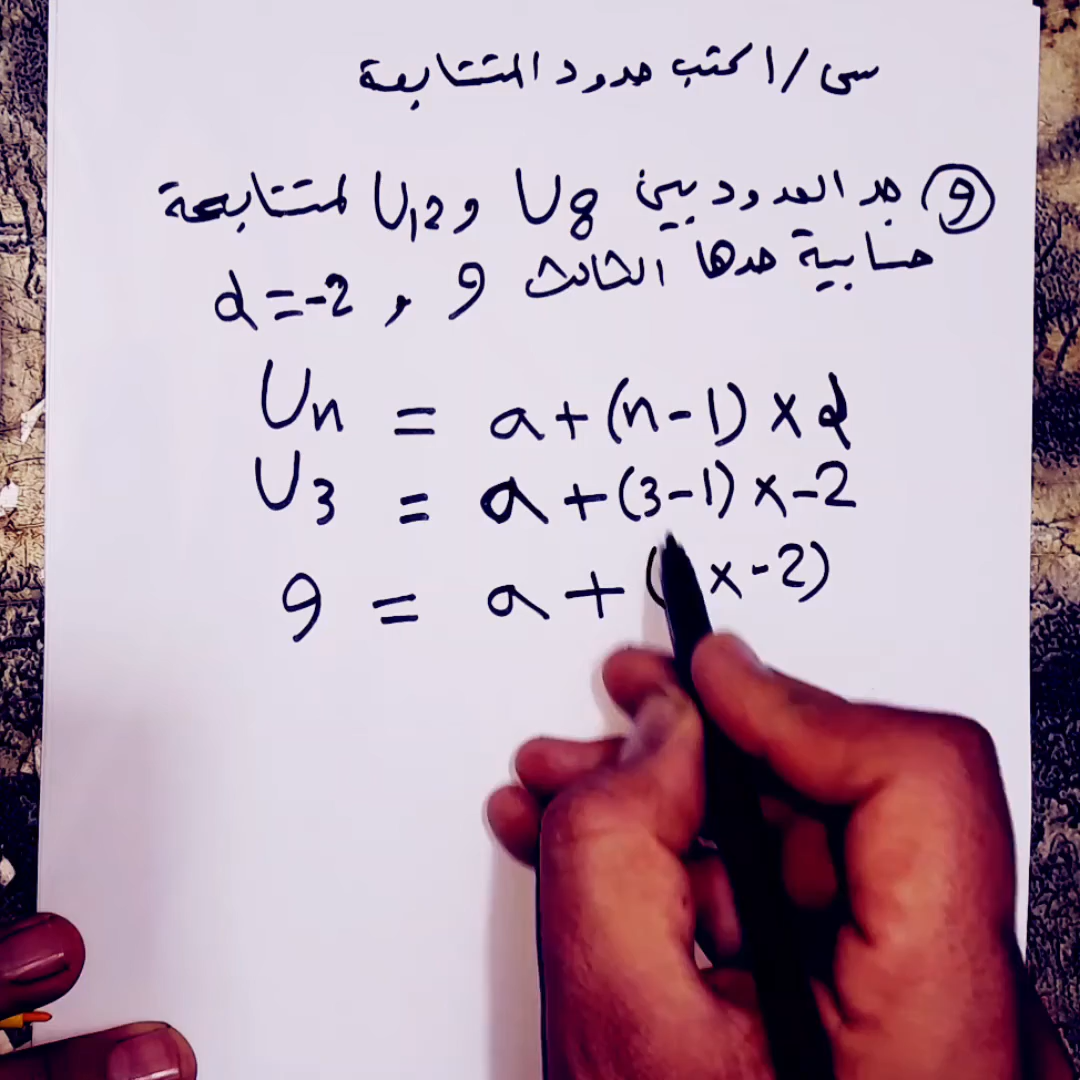 س/ اكتب حدود المتتابعة
9 جد الحدود بين U8 و U12 لمتتابعة
حسابية حدها الثالث 9 , d = -2
Un = a + (n - 1) × d
U3 = a + (3 - 1) × -2
9 = a + ( × -2)